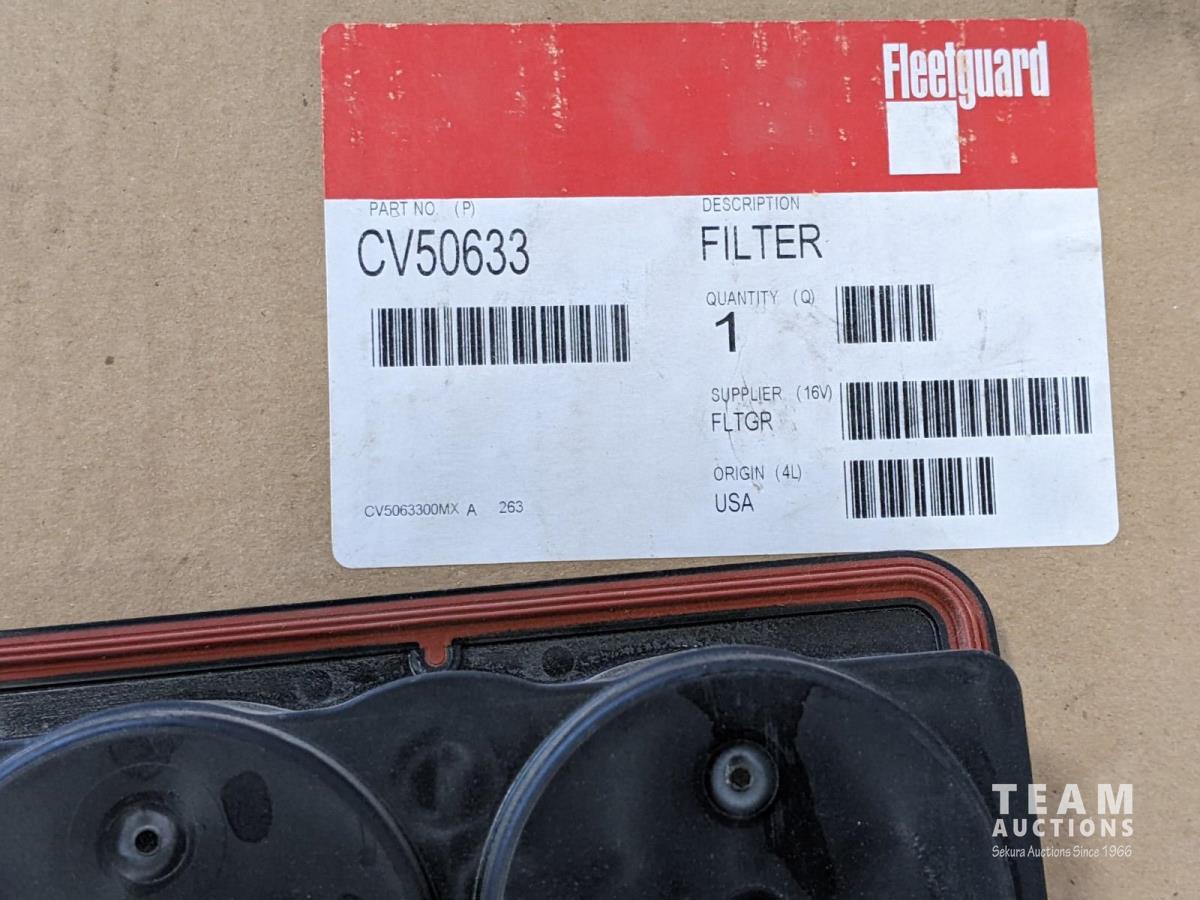 Fleetguard
PART NO. (P)
CV50633
DESCRIPTION
FILTER
QUANTITY (Q)
1
SUPPLIER (16V)
FLTGR
ORIGIN (4L)
USA
CV5063300MX A 263
TEAM
AUCTIONS
Sekura Auctions Since 1966